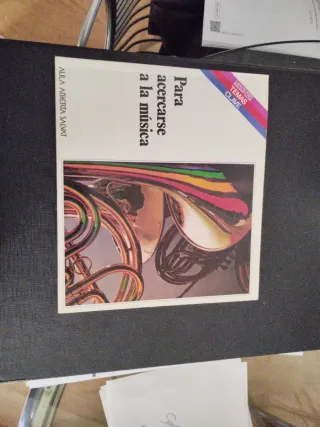 AULA ABIERTA SALVAT
Para
acercarse
a la música
TEMAS
CLAVE